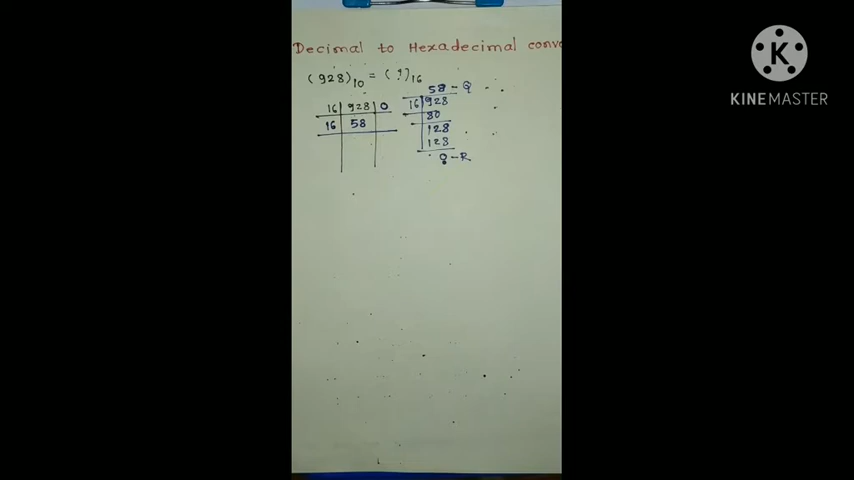 Decimal to Hexadecimal conve
(928)10 = (?)16
58 - Q
16 928 0
16 928
16 58
80
128
128
0 - R
K
KINEMASTER